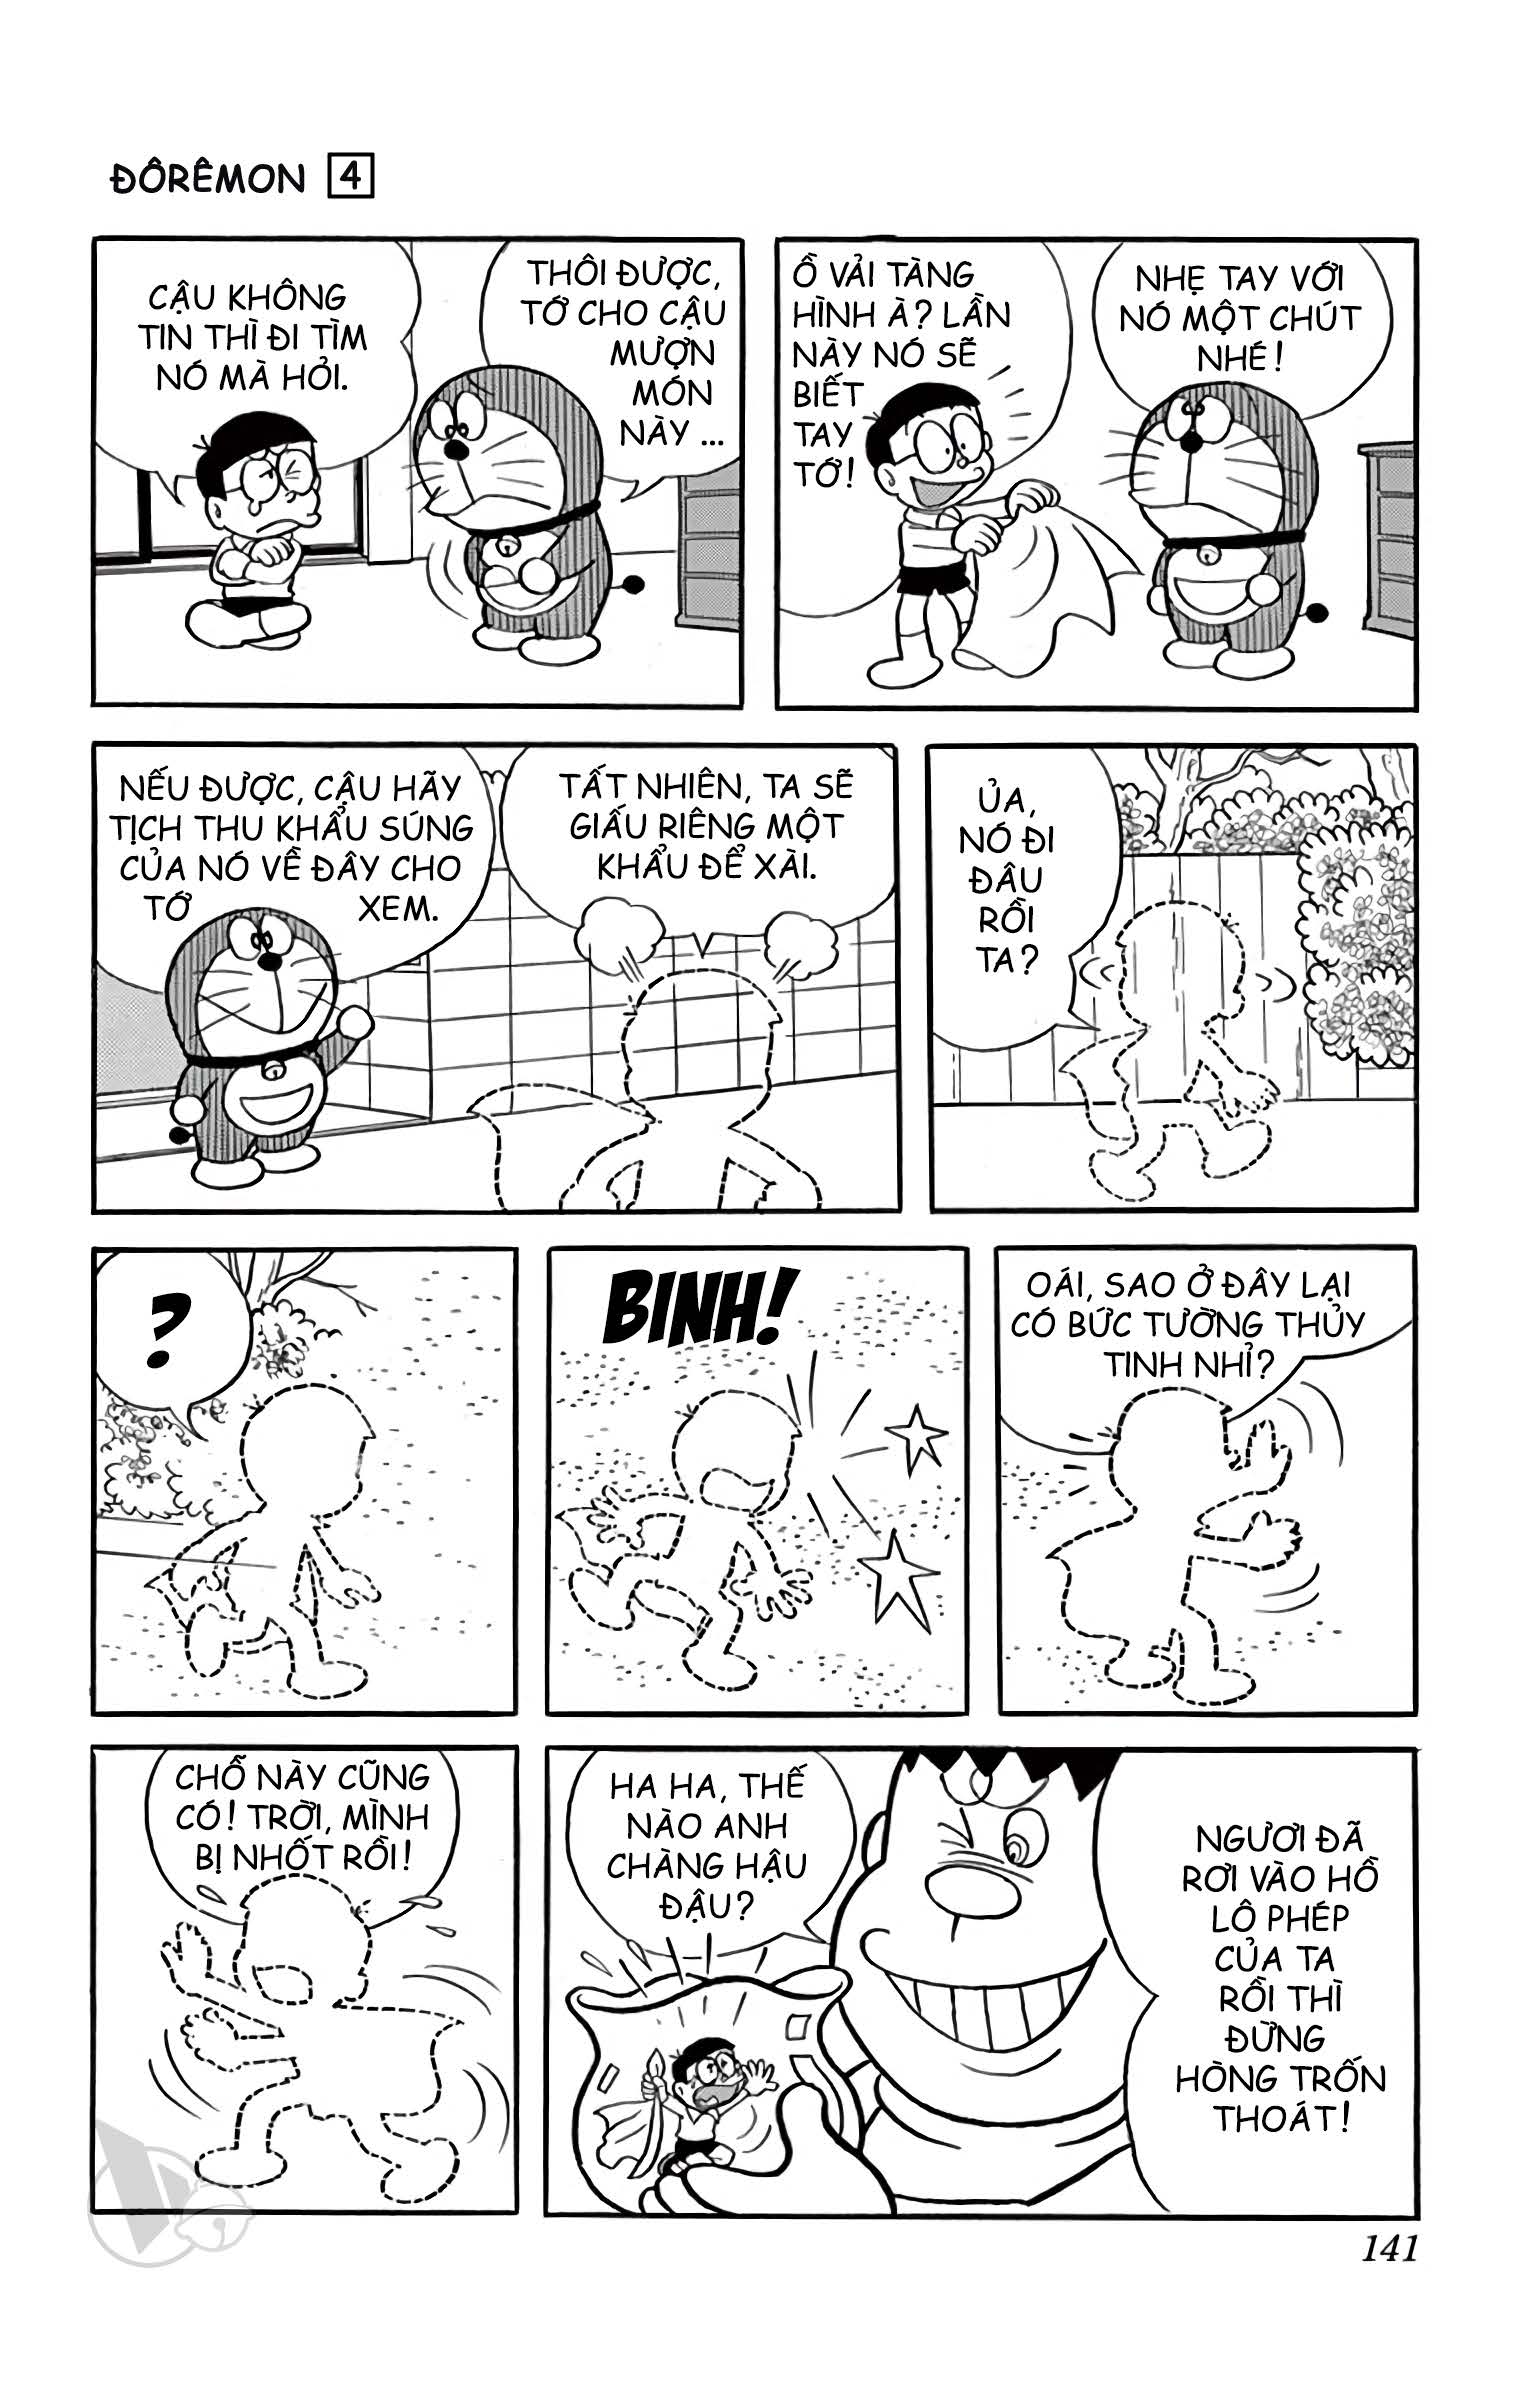 ĐÔRÊMON 4
CẬU KHÔNG
TIN THÌ ĐI TÌM
NÓ MÀ HỎI.
THÔI ĐƯỢC,
TỚ CHO CẬU
MƯỢN
MÓN
NÀY ...
Ồ VẢI TÀNG
HÌNH À? LẦN
NÀY NÓ SẼ
BIẾT
TAY
TỚ!
NHẸ TAY VỚI
NÓ MỘT CHÚT
NHÉ!
NẾU ĐƯỢC, CẬU HÃY
TỊCH THU KHẨU SÚNG
CỦA NÓ VỀ ĐÂY CHO
TỚ XEM.
TẤT NHIÊN, TA SẼ
GIẤU RIÊNG MỘT
KHẨU ĐỂ XÀI.
ỦA,
NÓ ĐI
ĐÂU
RỒI
TA?
?
BINH!
OÁI, SAO Ở ĐÂY LẠI
CÓ BỨC TƯỜNG THỦY
TINH NHỈ?
CHỖ NÀY CŨNG
CÓ! TRỜI, MÌNH
BỊ NHỐT RỒI!
HA HA, THẾ
NÀO ANH
CHÀNG HẬU
ĐẬU?
NGƯƠI ĐÃ
RƠI VÀO HỒ
LÔ PHÉP
CỦA TA
RỒI THÌ
ĐỪNG
HÒNG TRỐN
THOÁT!
141